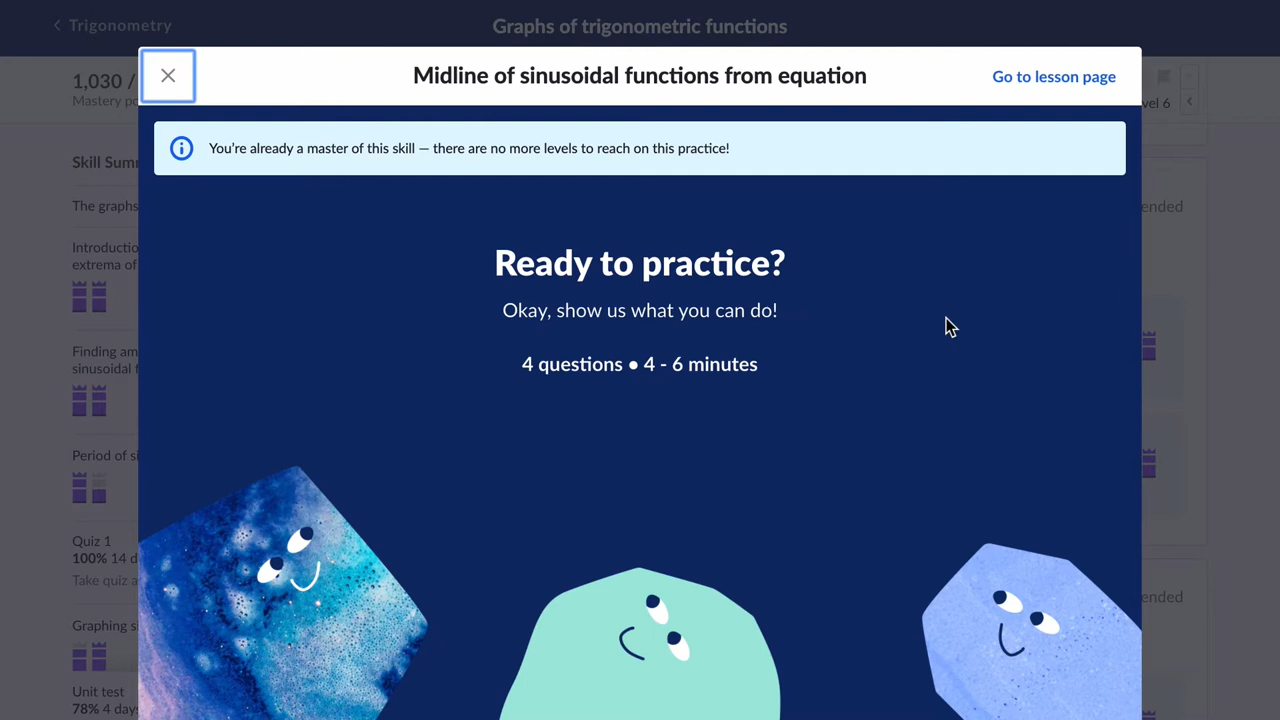 Trigonometry
Graphs of trigonometric functions
1,030 /
Mastery po
vel 6
Midline of sinusoidal functions from equation
Go to lesson page
You're already a master of this skill — there are no more levels to reach on this practice!
Ready to practice?
Okay, show us what you can do!
4 questions • 4 - 6 minutes
Skill Summ
The graphs
Introductio
extrema of
Finding am
sinusoidal f
Period of si
Quiz 1
100% 14 d
Take quiz a
Graphing si
Unit test
78% 4 days
ended
ended